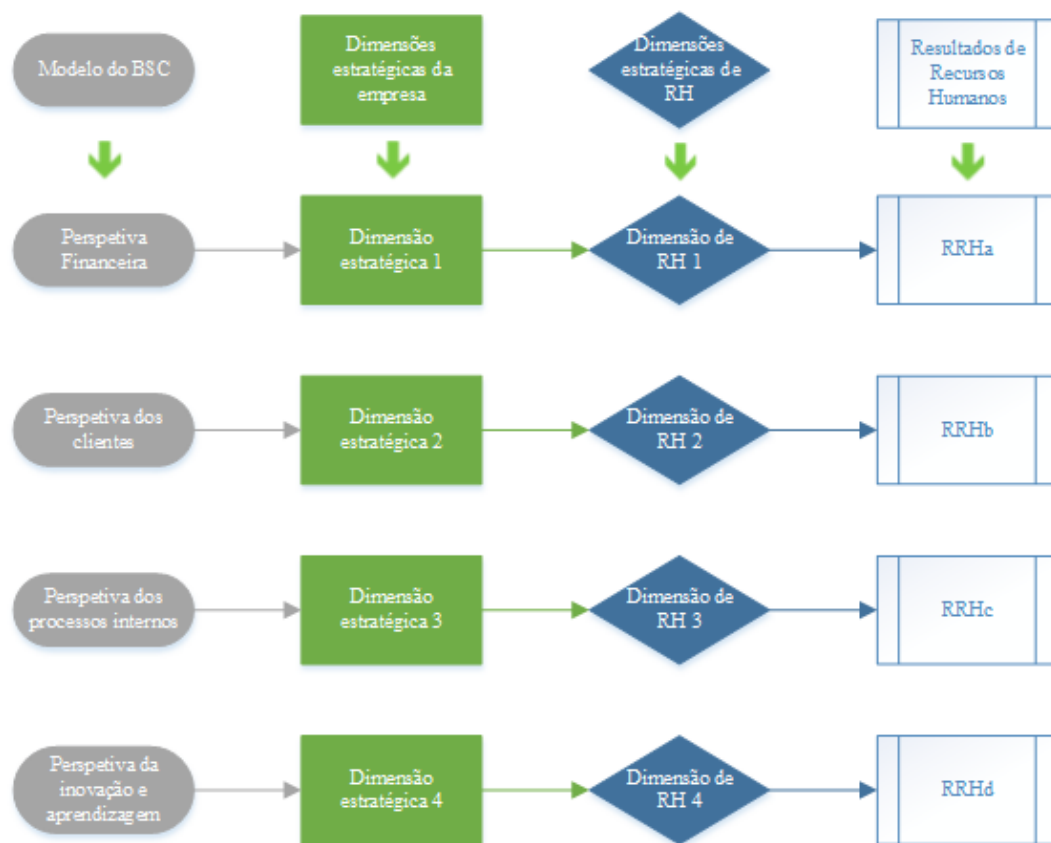 Modelo do BSC
Dimensões
estratégicas da
empresa
Dimensões
estratégicas de
RH
Resultados de
Recursos
Humanos
Perspetiva
Financeira
Dimensão
estratégica 1
Dimensão de
RH 1
RRHa
Perspetiva dos
clientes
Dimensão
estratégica 2
Dimensão de
RH 2
RRHb
Perspetiva dos
processos internos
Dimensão
estratégica 3
Dimensão de
RH 3
RRHc
Perspetiva da
inovação e
aprendizagem
Dimensão
estratégica 4
Dimensão de
RH 4
RRHd